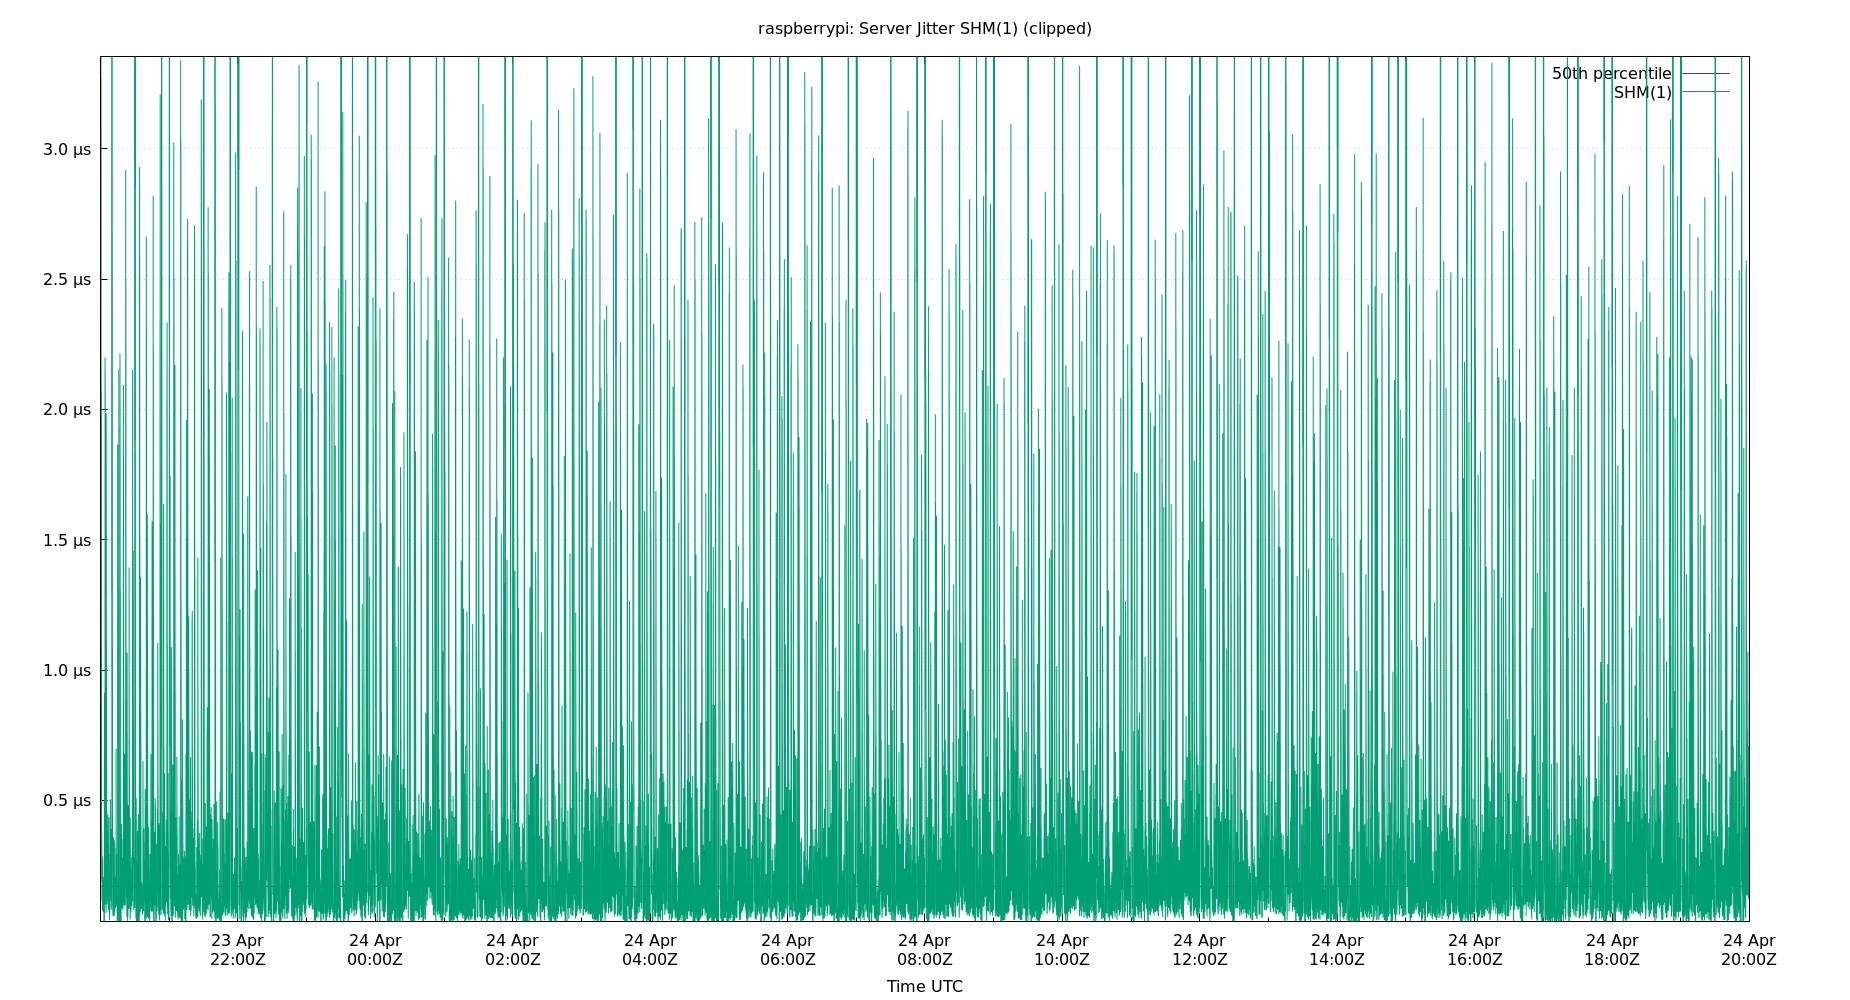 raspberrypi: Server Jitter SHM(1) (clipped)
50th percentile
SHM(1)
3.0 µs
2.5 µs
2.0 µs
1.5 µs
1.0 µs
0.5 µs
23 Apr 24 Apr 24 Apr 24 Apr 24 Apr 24 Apr 24 Apr 24 Apr 24 Apr 24 Apr 24 Apr 24 Apr
22:00Z 00:00Z 02:00Z 04:00Z 06:00Z 08:00Z 10:00Z 12:00Z 14:00Z 16:00Z 18:00Z 20:00Z
Time UTC